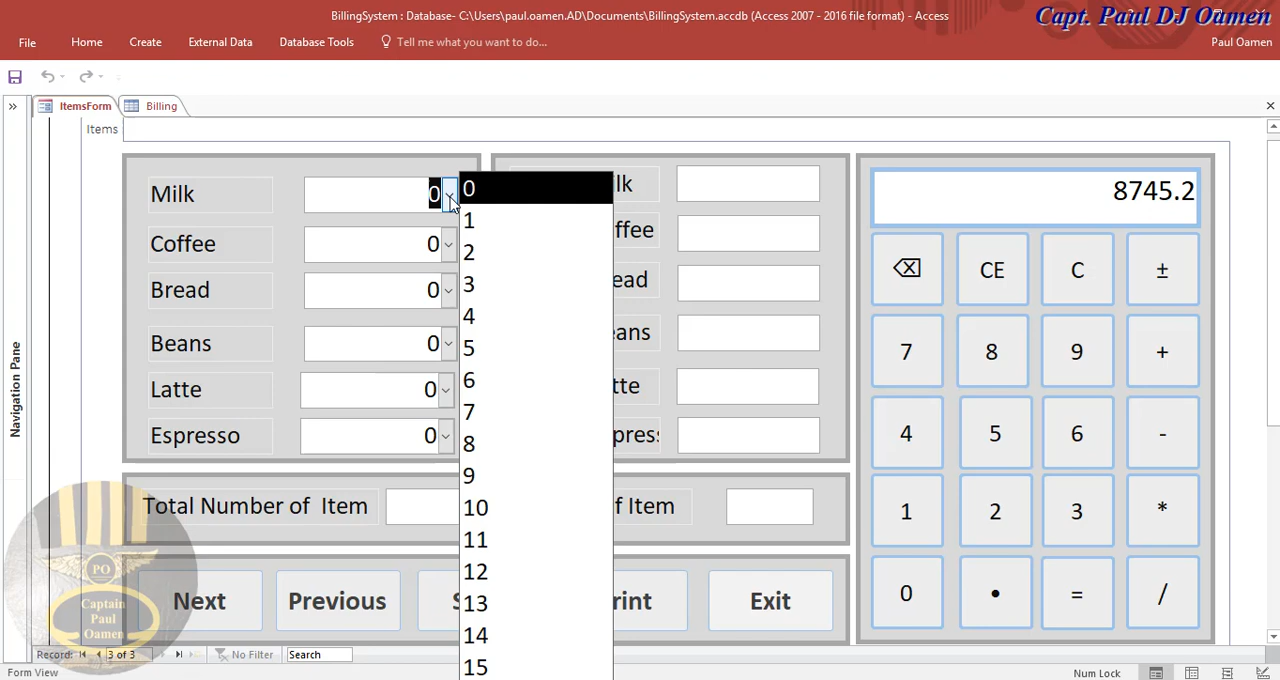 BillingSystem : Database- C:\Users\paul.oamen.AD\Documents\BillingSystem.accdb (Access 2007 - 2016 file format) - Access
Capt. Paul DJ Oamen
File Home Create External Data Database Tools Tell me what you want to do... Paul Oamen
ItemsForm Billing
Items
Navigation Pane
Milk 0
Coffee 0
Bread 0
Beans 0
Latte 0
Espresso 0
0
1
2
3
4
5
6
7
8
9
10
11
12
13
14
15
lk
ffee
ead
ans
tte
press
8745.2
CE C ±
7 8 9 +
4 5 6 -
1 2 3 *
0 • = /
Total Number of Item
of Item
Next Previous S rint Exit
PO
Captain
Paul
Oamen
Record: 3 of 3 No Filter Search
Form View Num Lock